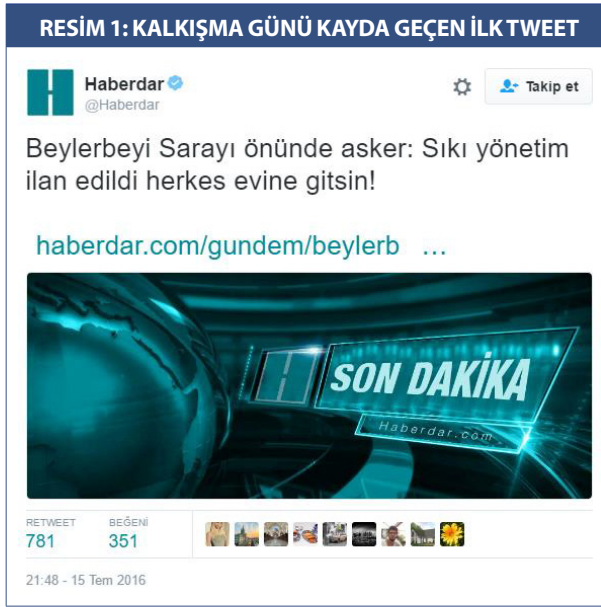 RESİM 1: KALKIŞMA GÜNÜ KAYDA GEÇEN İLK TWEET
Haberdar
@Haberdar
Takip et
Beylerbeyi Sarayı önünde asker: Sıkı yönetim
ilan edildi herkes evine gitsin!
haberdar.com/gundem/beylerb ...
SON DAKİKA
Haberdar.com
RETWEET BEĞENİ
781 351
21:48 - 15 Tem 2016